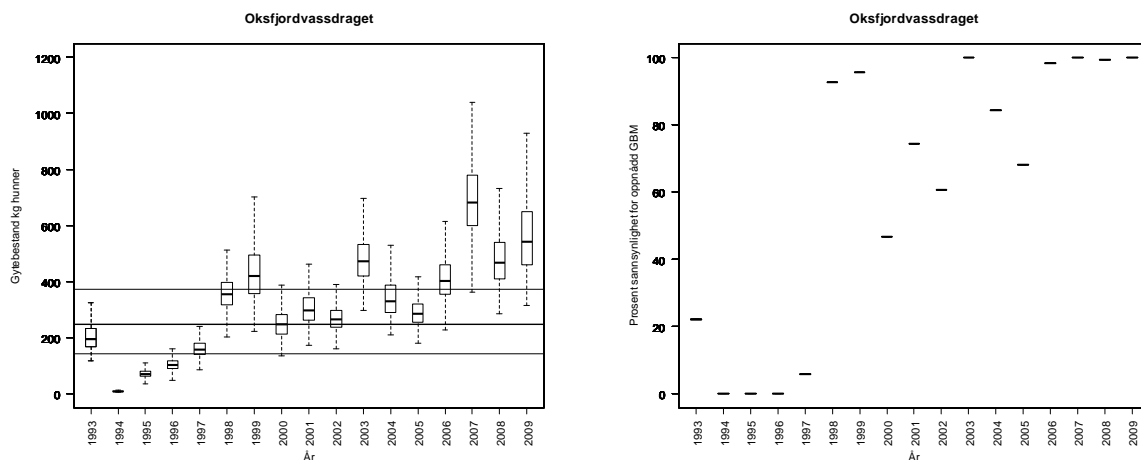 Oksfjordvassdraget
Gytebestand kg hunner
1200
1000
800
600
400
200
0
1993 1994 1995 1996 1997 1998 1999 2000 2001 2002 2003 2004 2005 2006 2007 2008 2009
År
Oksfjordvassdraget
Prosent sannsynlighet for oppnådd GBM
100
80
60
40
20
0
1993 1994 1995 1996 1997 1998 1999 2000 2001 2002 2003 2004 2005 2006 2007 2008 2009
År